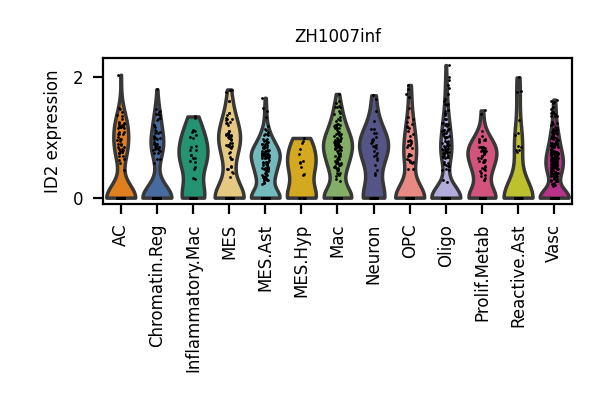 ZH1007inf
ID2 expression
2
0
AC
Chromatin.Reg
Inflammatory.Mac
MES
MES.Ast
MES.Hyp
Mac
Neuron
OPC
Oligo
Prolif.Metab
Reactive.Ast
Vasc